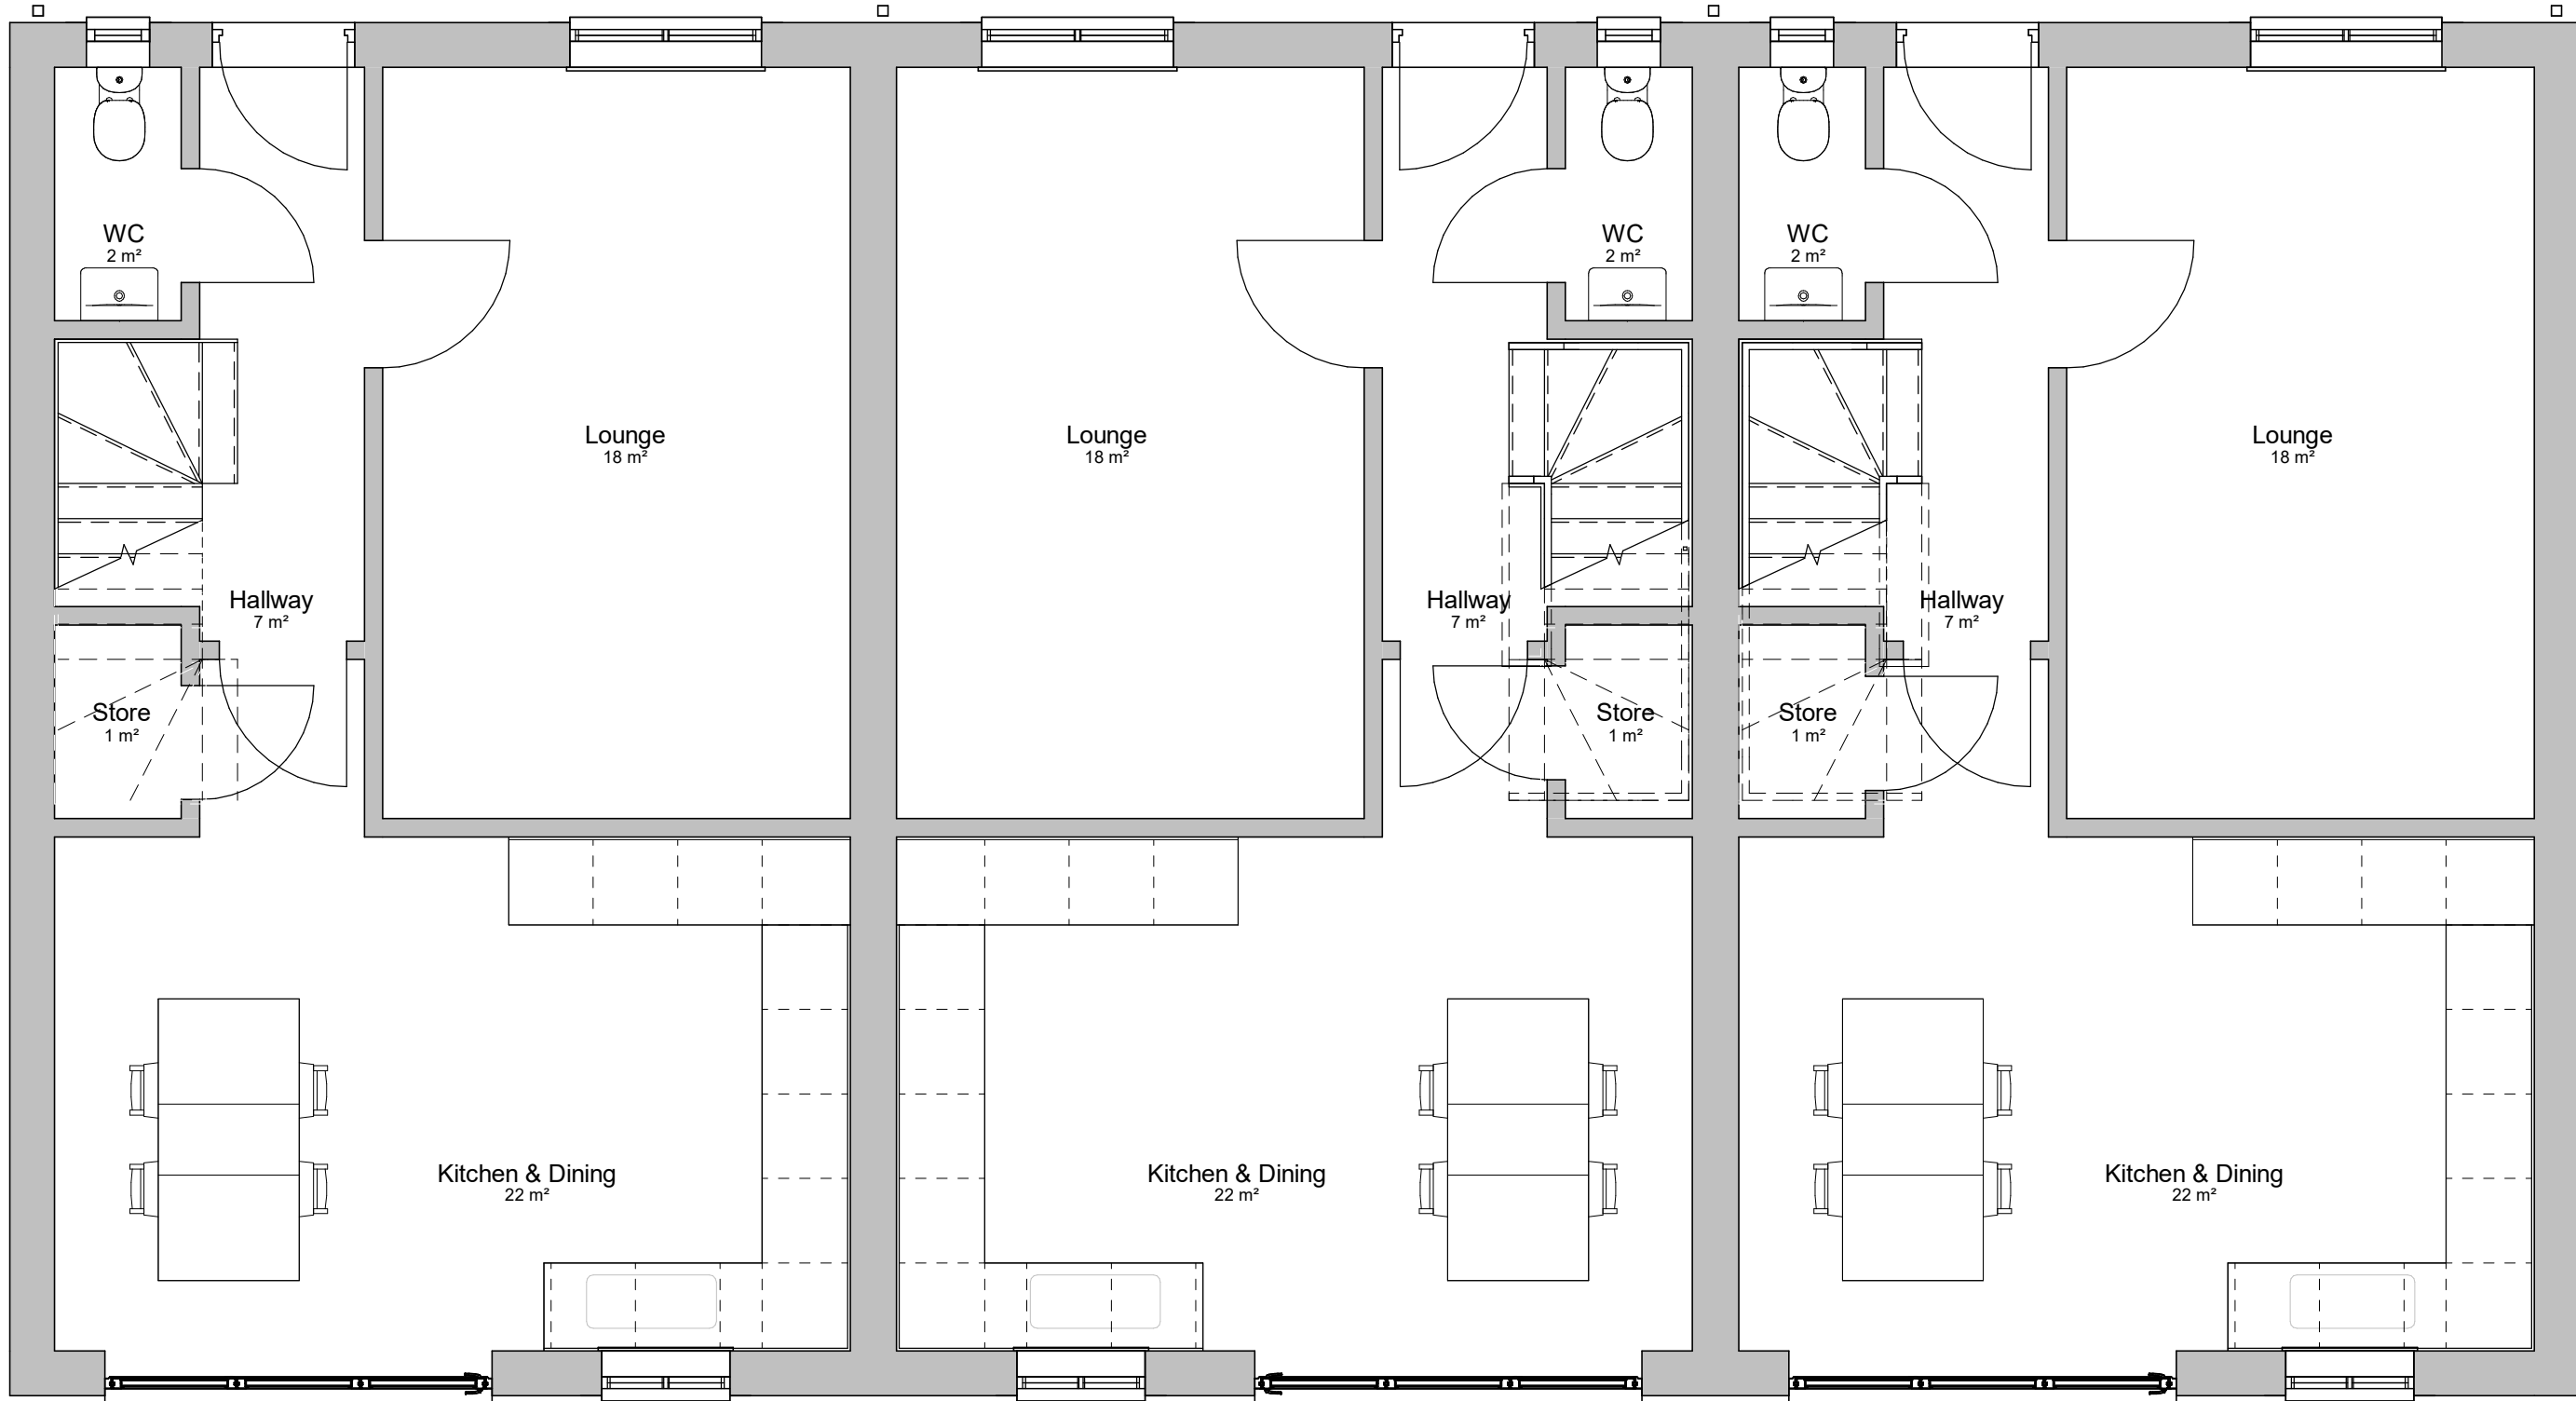 WC
2 m²
WC
2 m²
WC
2 m²
Lounge
18 m²
Lounge
18 m²
Lounge
18 m²
Hallway
7 m²
Hallway
7 m²
Hallway
7 m²
Store
1 m²
Store
1 m²
Store
1 m²
Kitchen & Dining
22 m²
Kitchen & Dining
22 m²
Kitchen & Dining
22 m²